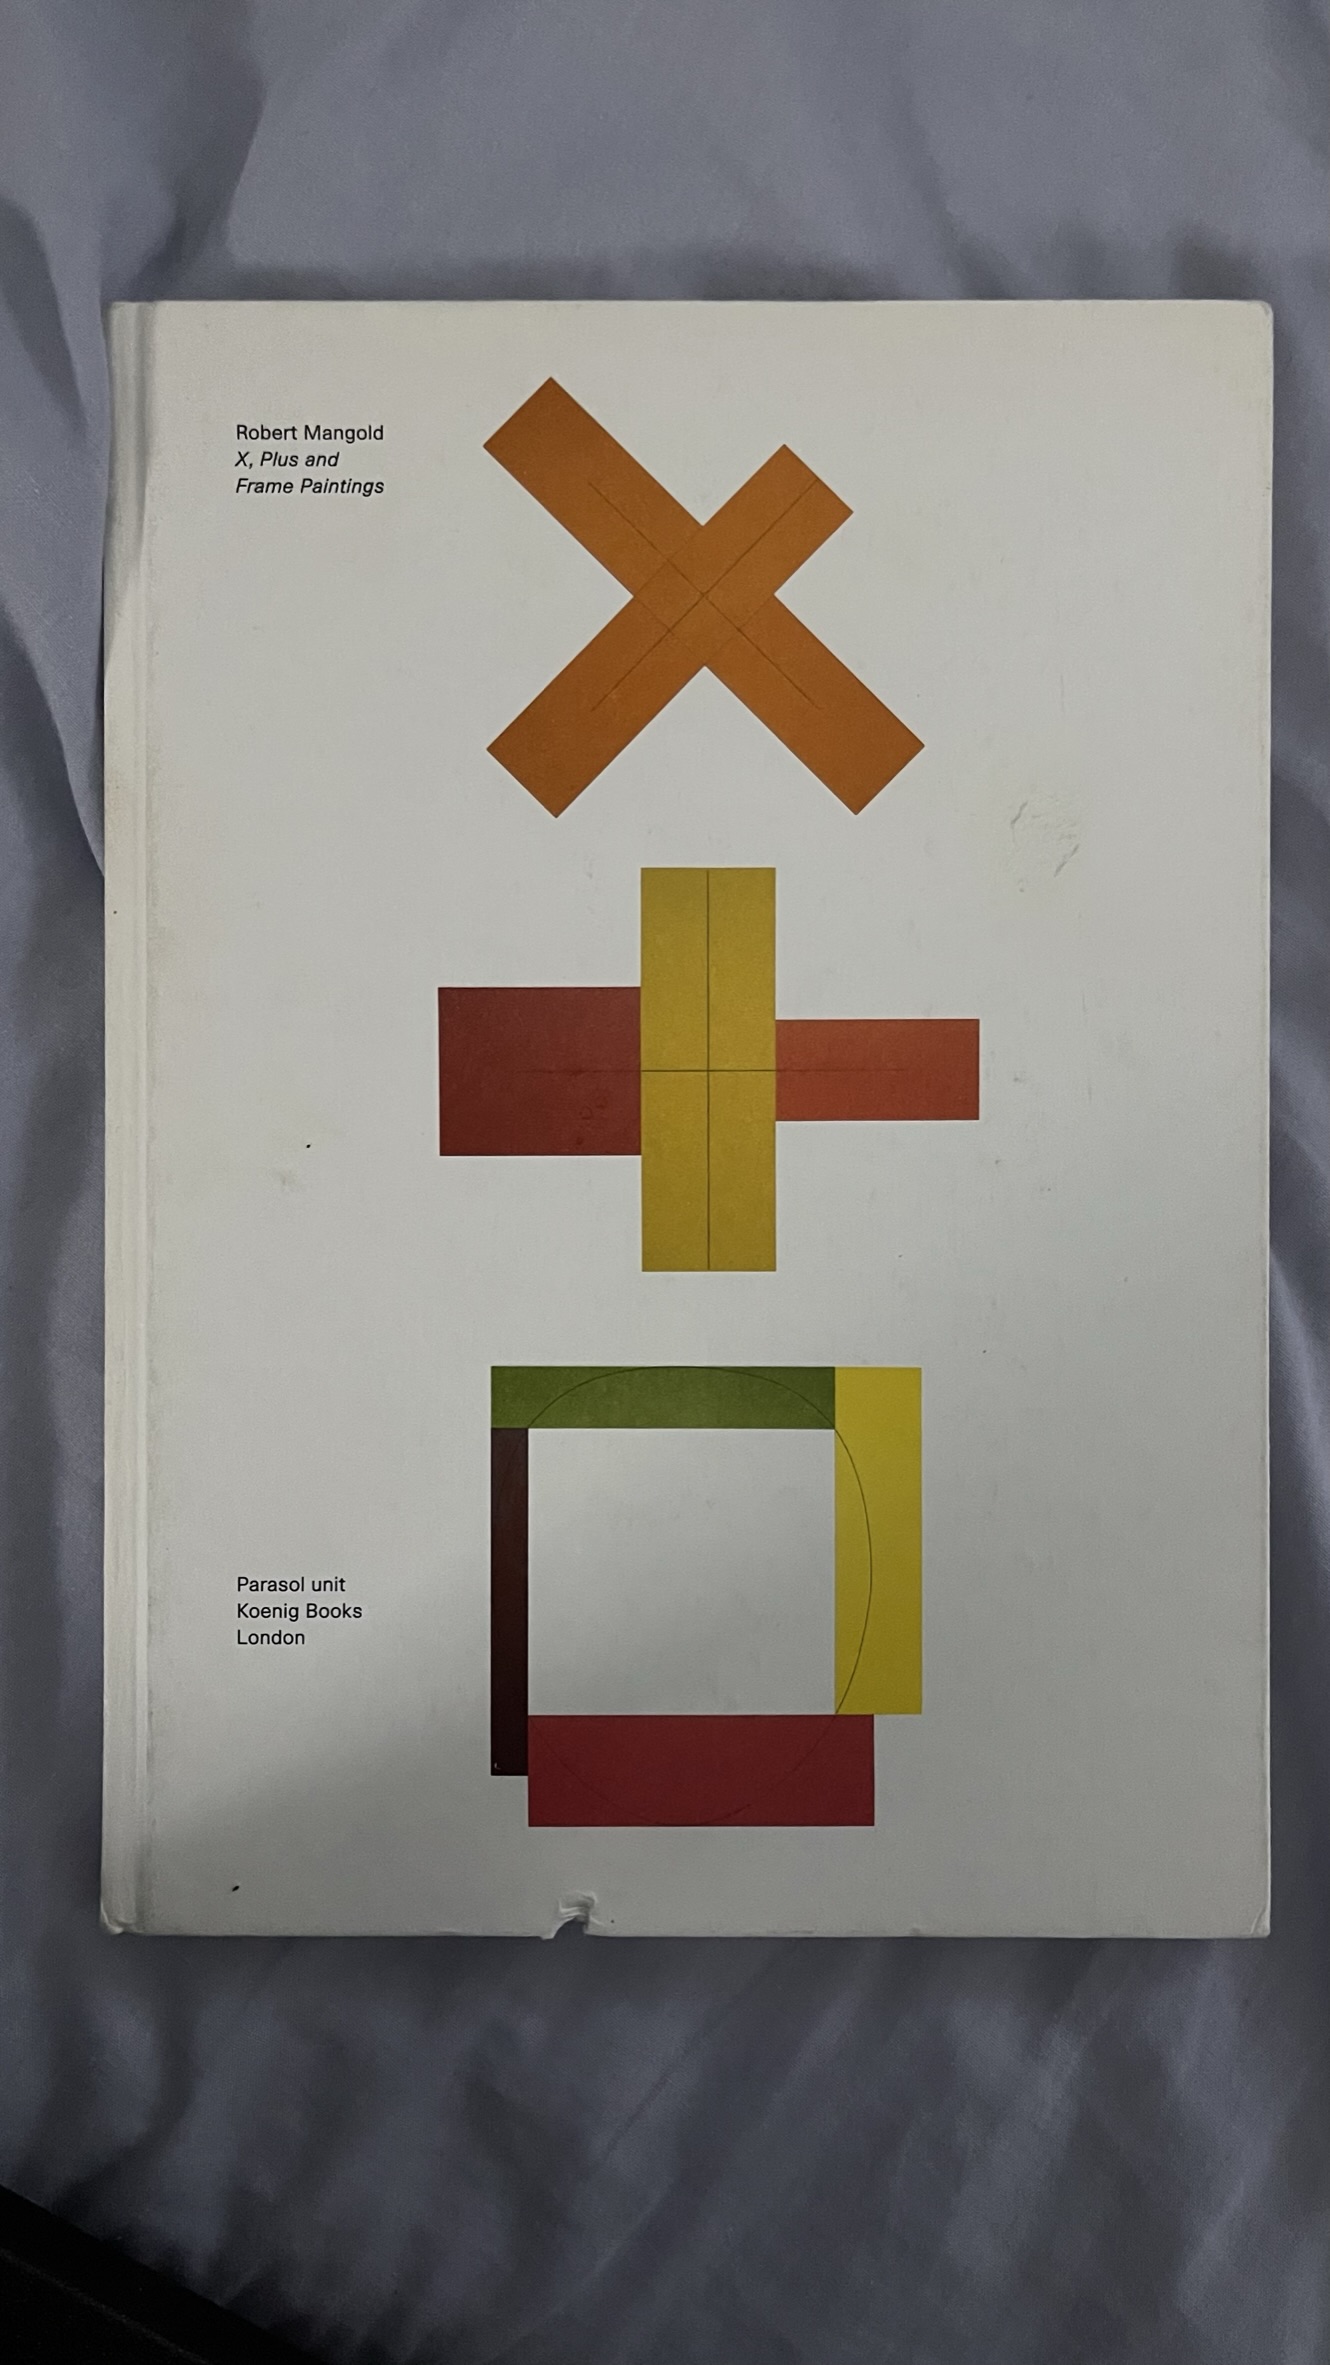 Robert Mangold
X, Plus and
Frame Paintings
Parasol unit
Koenig Books
London